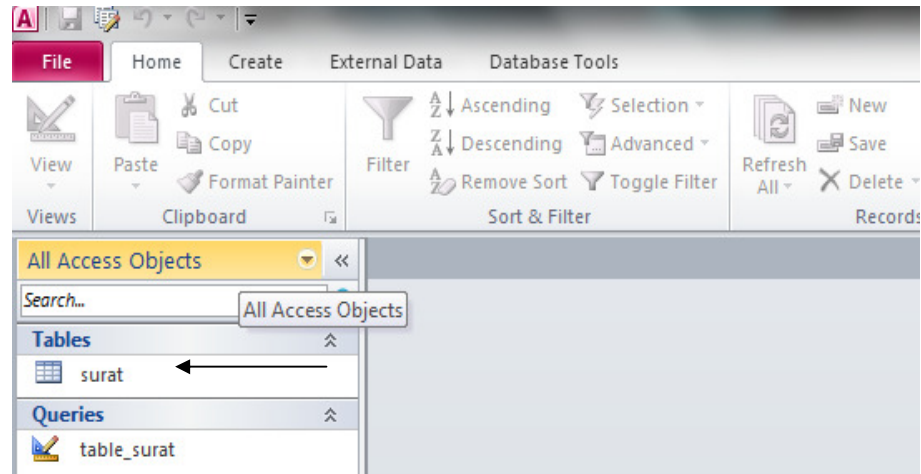 A
File Home Create External Data Database Tools
View
Views
Paste
Cut
Copy
Format Painter
Clipboard
Filter
Ascending
Descending
Remove Sort
Selection
Advanced
Toggle Filter
Sort & Filter
Refresh
All
New
Save
Delete
Records
All Access Objects
Search...
All Access Objects
Tables
surat
Queries
table_surat